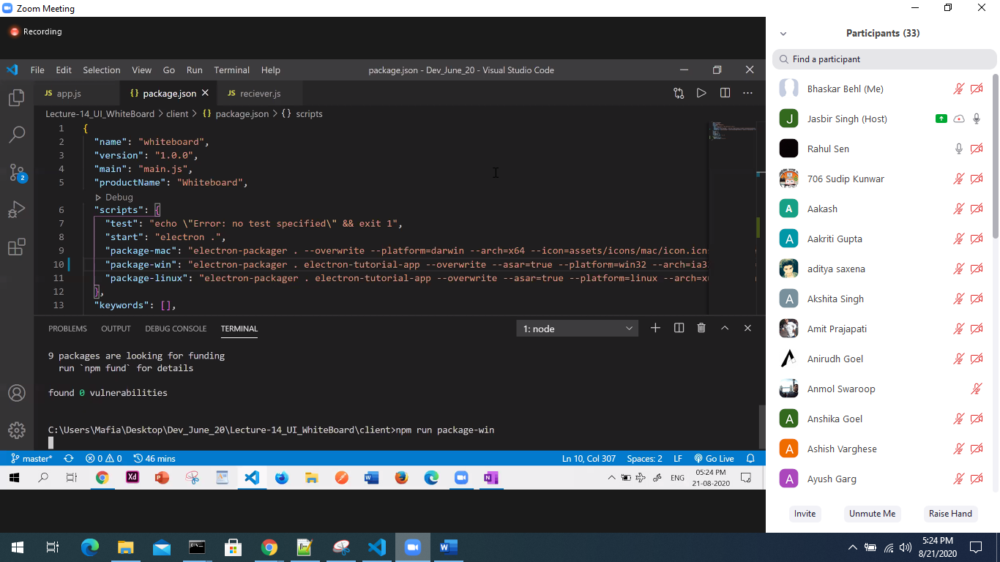 Zoom Meeting
Recording
File Edit Selection View Go Run Terminal Help
package.json - Dev_June_20 - Visual Studio Code
JS app.js
{} package.json
JS reciever.js
Lecture-14_UI_WhiteBoard > client > {} package.json > {} scripts
1 {
2 "name": "whiteboard",
3 "version": "1.0.0",
4 "main": "main.js",
5 "productName": "Whiteboard",
Debug
6 "scripts": {
7 "test": "echo \"Error: no test specified\" && exit 1",
8 "start": "electron .",
9 "package-mac": "electron-packager . --overwrite --platform=darwin --arch=x64 --icon=assets/icons/mac/icon.icn
10 "package-win": "electron-packager . electron-tutorial-app --overwrite --asar=true --platform=win32 --arch=ia3
11 "package-linux": "electron-packager . electron-tutorial-app --overwrite --asar=true --platform=linux --arch=x
12 },
13 "keywords": [],
2
PROBLEMS OUTPUT DEBUG CONSOLE TERMINAL
1: node
9 packages are looking for funding
run `npm fund` for details
found 0 vulnerabilities
C:\Users\Mafia\Desktop\Dev_June_20\Lecture-14_UI_WhiteBoard\client>npm run package-win
master* 0 0 46 mins
Ln 10, Col 307 Spaces: 2 LF Go Live
ENG
05:24 PM
21-08-2020
Participants (33)
Find a participant
Bhaskar Behl (Me)
J Jasbir Singh (Host)
Rahul Sen
706 Sudip Kunwar
A Aakash
A Aakriti Gupta
aditya saxena
A Akshita Singh
Amit Prajapati
Anirudh Goel
Anmol Swaroop
A Anshika Goel
A Ashish Varghese
A Ayush Garg
Invite
Unmute Me
Raise Hand
5:24 PM
8/21/2020